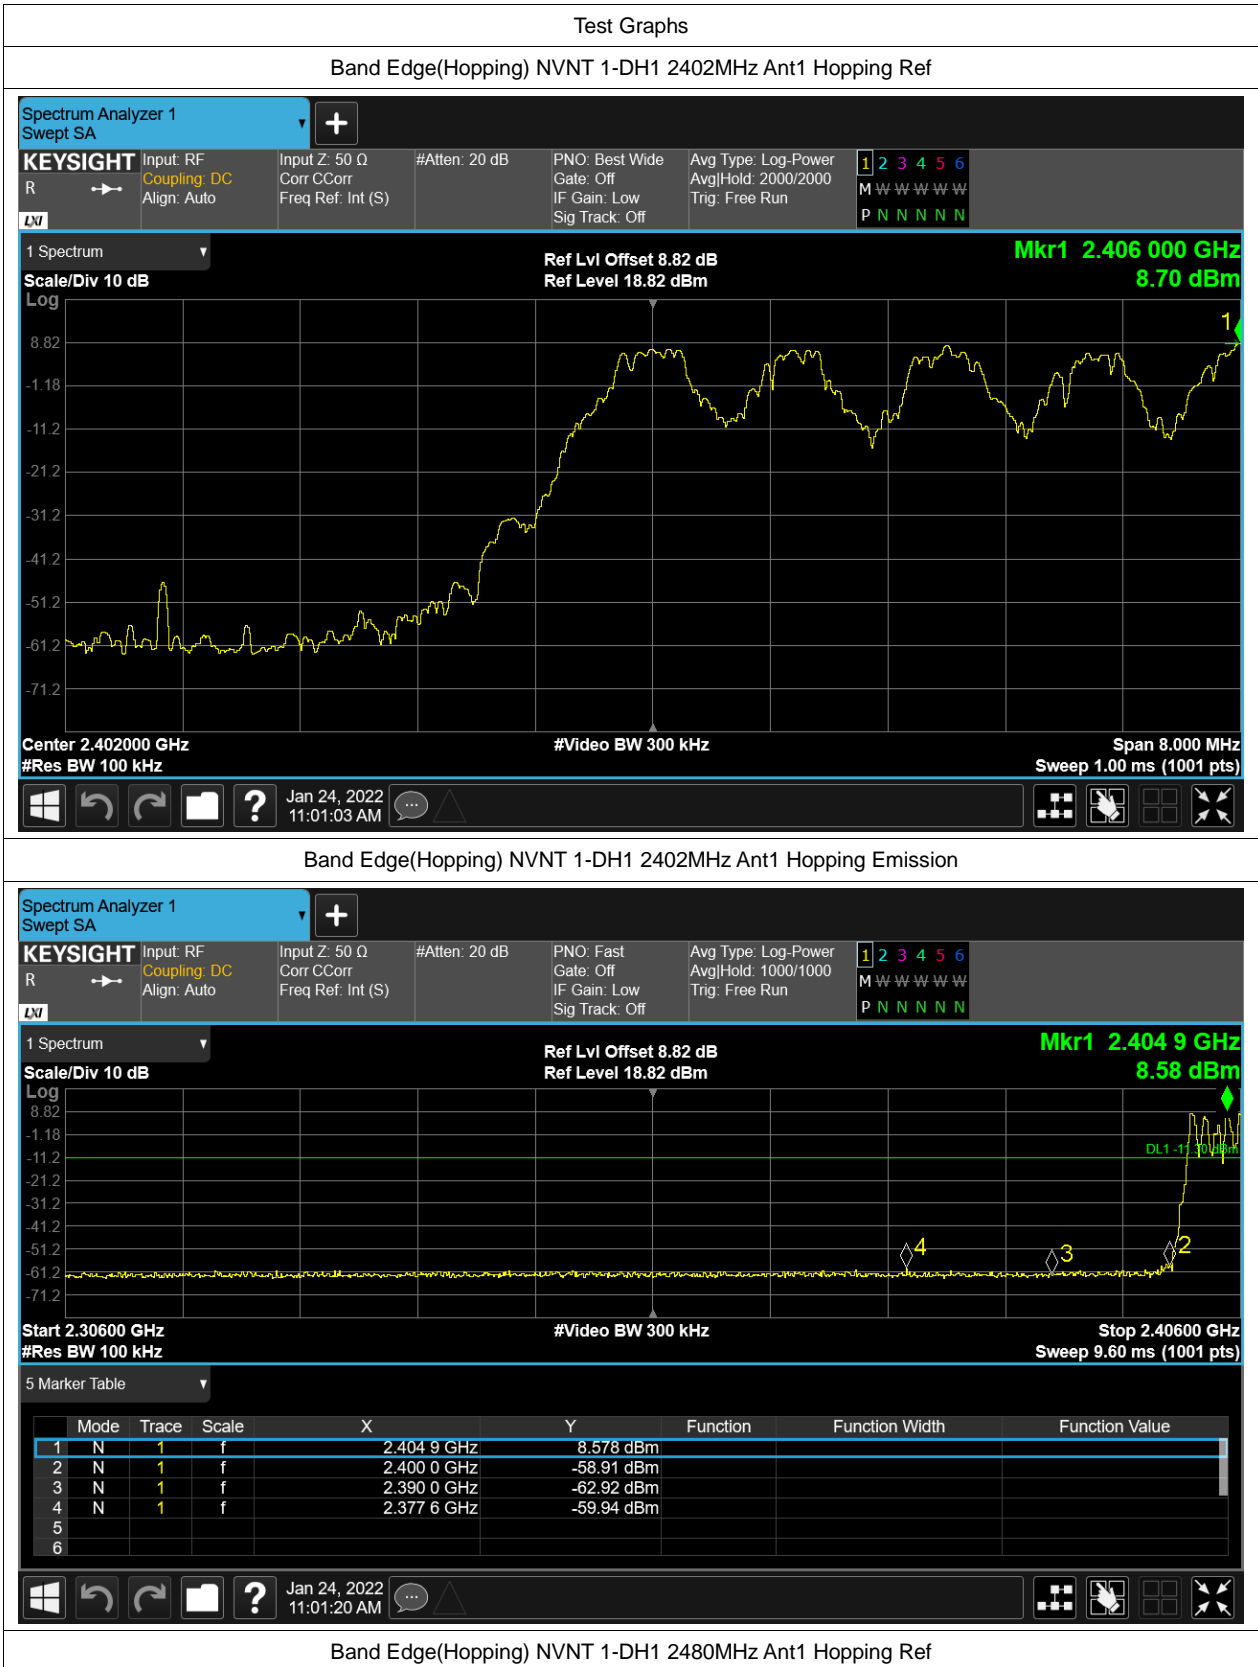 Test Graphs
Band Edge(Hopping) NVNT 1-DH1 2402MHz Ant1 Hopping Ref
Spectrum Analyzer 1
Swept SA
KEYSIGHT
R
LXI
Input: RF
Coupling: DC
Align: Auto
Input Z: 50 Ω
Corr CCorr
Freq Ref: Int (S)
#Atten: 20 dB
PNO: Best Wide
Gate: Off
IF Gain: Low
Sig Track: Off
Avg Type: Log-Power
Avg|Hold: 2000/2000
Trig: Free Run
1 2 3 4 5 6
M W W W W W
P N N N N N
1 Spectrum
Scale/Div 10 dB
Ref Lvl Offset 8.82 dB
Ref Level 18.82 dBm
Mkr1 2.406 000 GHz
8.70 dBm
Log
1
8.82
-1.18
-11.2
-21.2
-31.2
-41.2
-51.2
-61.2
-71.2
Center 2.402000 GHz
#Video BW 300 kHz
Span 8.000 MHz
#Res BW 100 kHz
Sweep 1.00 ms (1001 pts)
?
Jan 24, 2022
11:01:03 AM
Band Edge(Hopping) NVNT 1-DH1 2402MHz Ant1 Hopping Emission
Spectrum Analyzer 1
Swept SA
KEYSIGHT
R
LXI
Input: RF
Coupling: DC
Align: Auto
Input Z: 50 Ω
Corr CCorr
Freq Ref: Int (S)
#Atten: 20 dB
PNO: Fast
Gate: Off
IF Gain: Low
Sig Track: Off
Avg Type: Log-Power
Avg|Hold: 1000/1000
Trig: Free Run
1 2 3 4 5 6
M W W W W W
P N N N N N
1 Spectrum
Scale/Div 10 dB
Ref Lvl Offset 8.82 dB
Ref Level 18.82 dBm
Mkr1 2.404 9 GHz
8.58 dBm
Log
8.82
-1.18
-11.2
-21.2
-31.2
-41.2
-51.2
-61.2
-71.2
DL1 -11.30 dBm
4
3
2
Start 2.30600 GHz
#Video BW 300 kHz
Stop 2.40600 GHz
#Res BW 100 kHz
Sweep 9.60 ms (1001 pts)
5 Marker Table
Mode Trace Scale X Y Function Function Width Function Value
1 N 1 f 2.404 9 GHz 8.578 dBm
2 N 1 f 2.400 0 GHz -58.91 dBm
3 N 1 f 2.390 0 GHz -62.92 dBm
4 N 1 f 2.377 6 GHz -59.94 dBm
5
6
?
Jan 24, 2022
11:01:20 AM
Band Edge(Hopping) NVNT 1-DH1 2480MHz Ant1 Hopping Ref